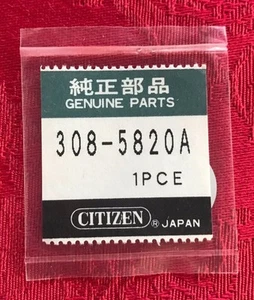 純正部品
GENUINE PARTS
308-5820A
1PCE
CITIZEN ® JAPAN